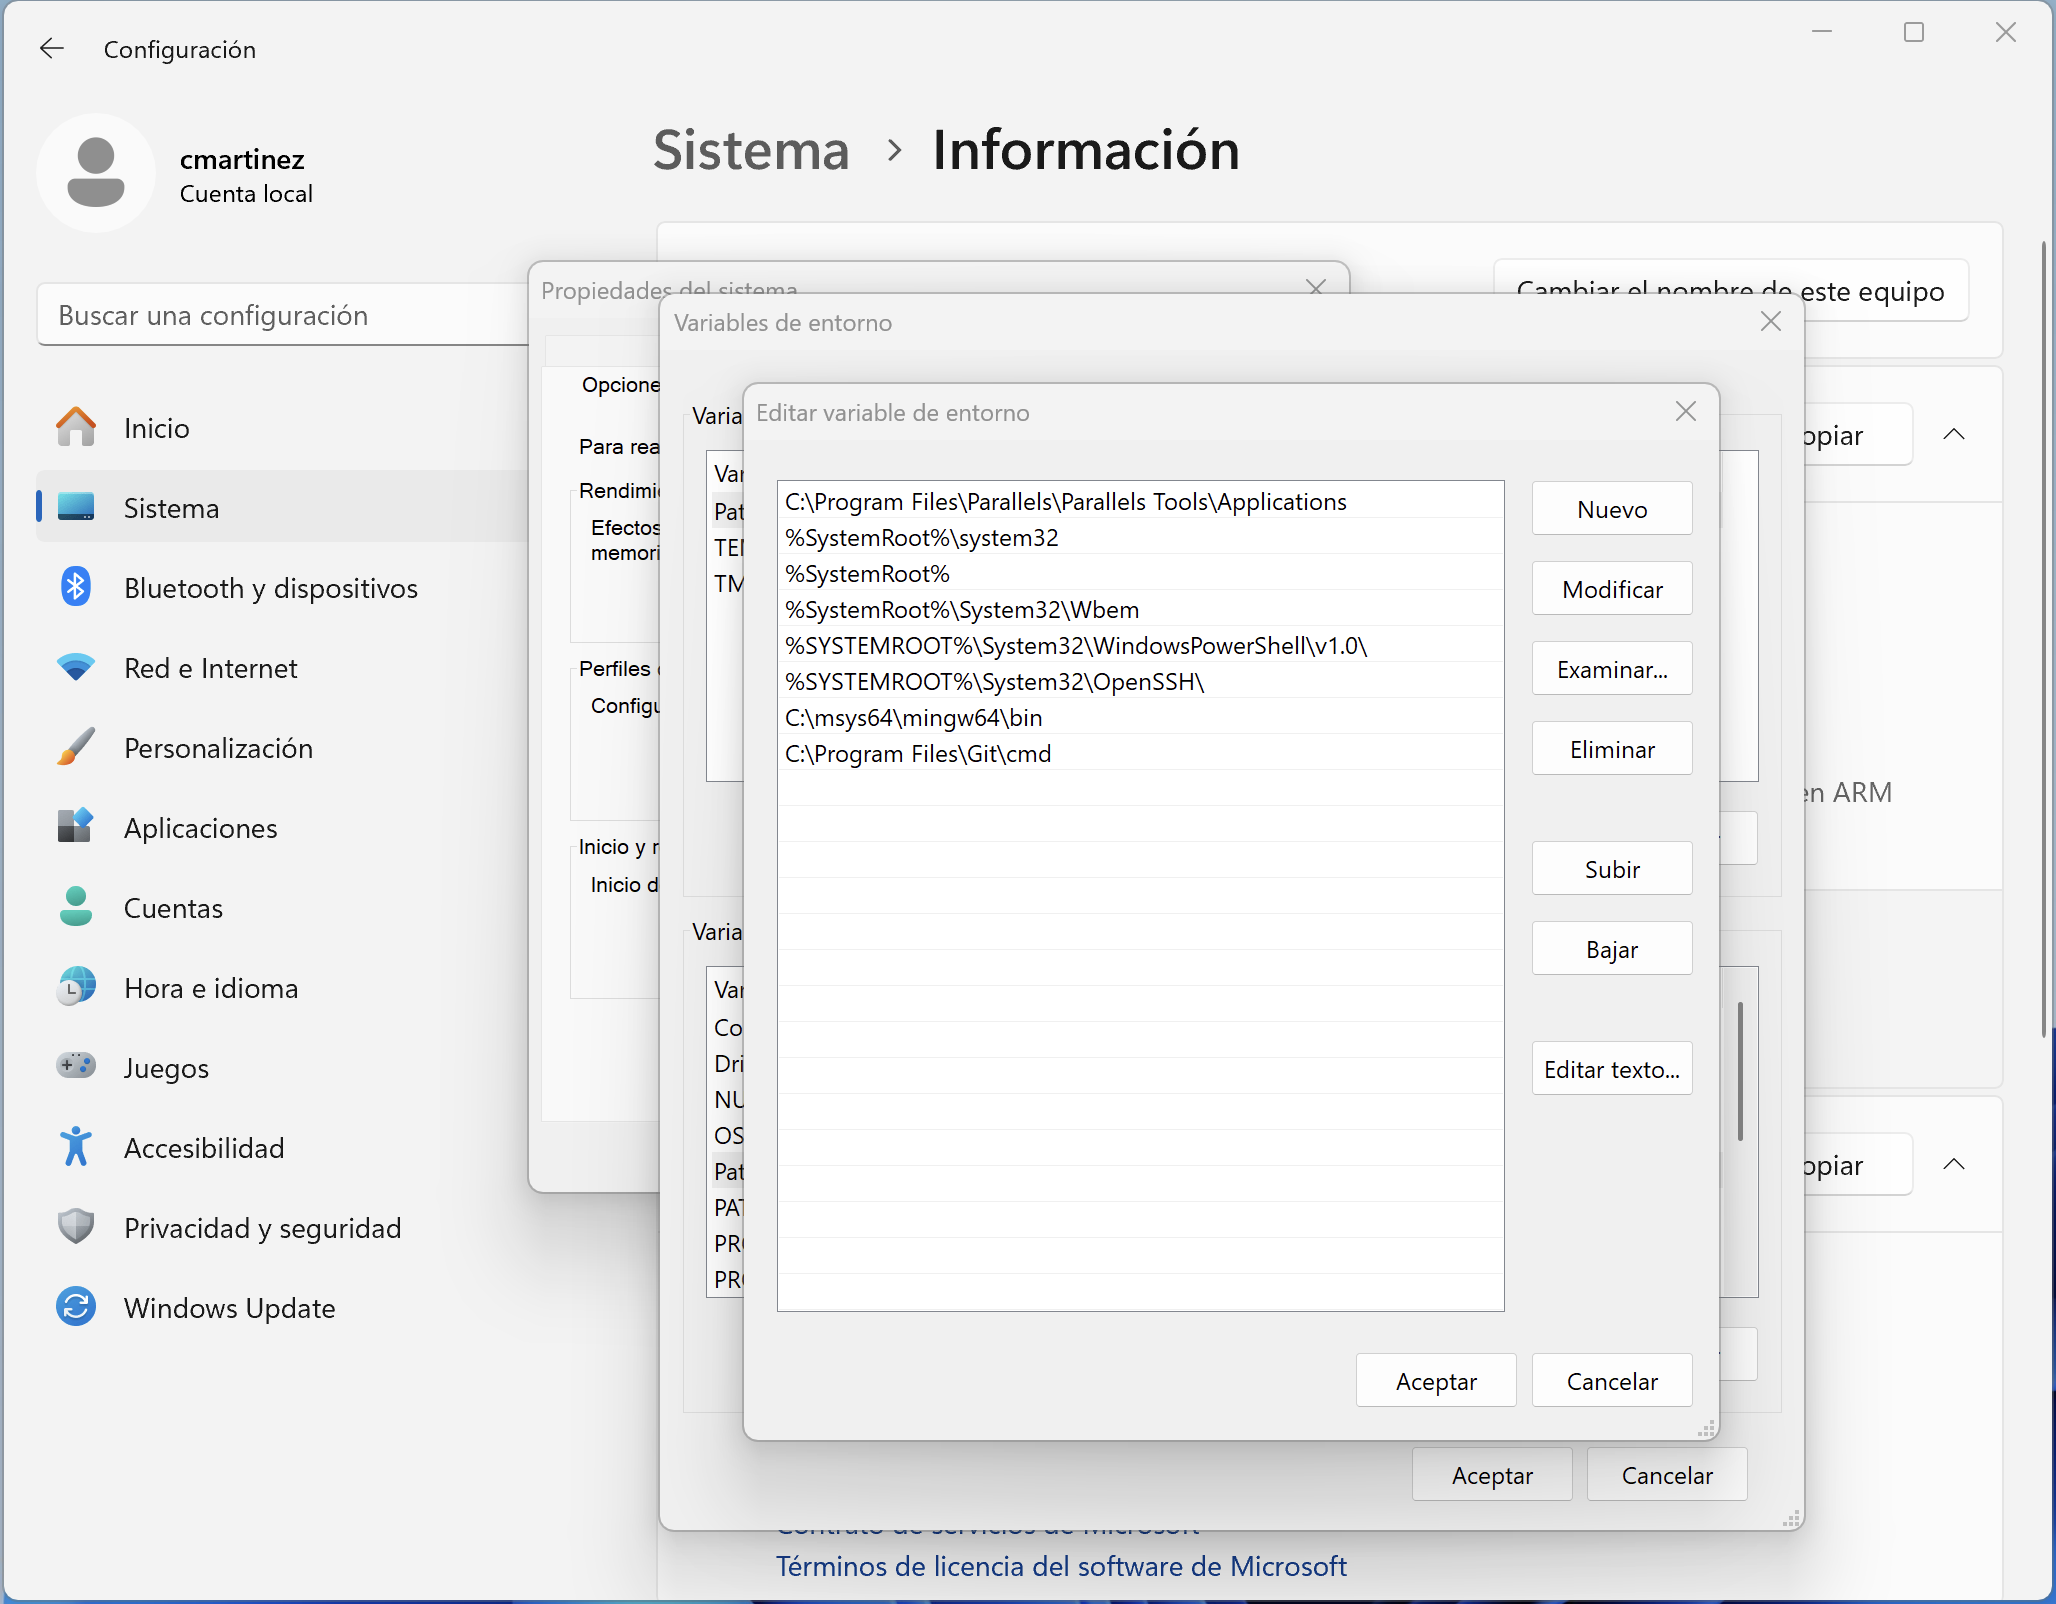 Configuración
cmartinez
Cuenta local
Buscar una configuración
Inicio
Sistema
Bluetooth y dispositivos
Red e Internet
Personalización
Aplicaciones
Cuentas
Hora e idioma
Juegos
Accesibilidad
Privacidad y seguridad
Windows Update
Sistema › Información
Cambiar el nombre de este equipo
opiar
en ARM
opiar
Contrato de servicios de Microsoft
Términos de licencia del software de Microsoft
Propiedades del sistema
Opcione
Para rea
Rendimi
Efectos
memori
Perfiles
Configu
Inicio y
Inicio d
Variables de entorno
Varia
Var
Pat
TE
TM
Varia
Var
Co
Dri
NU
OS
Pat
PAT
PR
PR
Aceptar
Cancelar
Editar variable de entorno
C:\Program Files\Parallels\Parallels Tools\Applications
%SystemRoot%\system32
%SystemRoot%
%SystemRoot%\System32\Wbem
%SYSTEMROOT%\System32\WindowsPowerShell\v1.0\
%SYSTEMROOT%\System32\OpenSSH\
C:\msys64\mingw64\bin
C:\Program Files\Git\cmd
Nuevo
Modificar
Examinar...
Eliminar
Subir
Bajar
Editar texto...
Aceptar
Cancelar